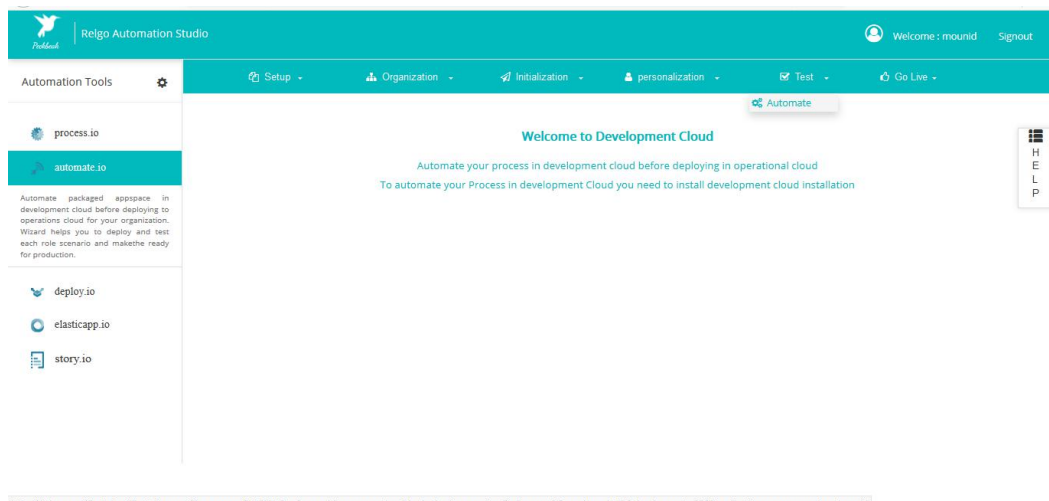 Relgo Automation Studio
Welcome : mounid
Signout
Automation Tools
Setup
Organization
Initialization
personalization
Test
Go Live
Automate
process.io
automate.io
Automate packaged appspace in
development cloud before deploying to
operations cloud for your organization.
Wizard helps you to deploy and test
each role scenario and makethe ready
for production.
deploy.io
elasticapp.io
story.io
Welcome to Development Cloud
Automate your process in development cloud before deploying in operational cloud
To automate your Process in development Cloud you need to install development cloud installation
H
E
L
P